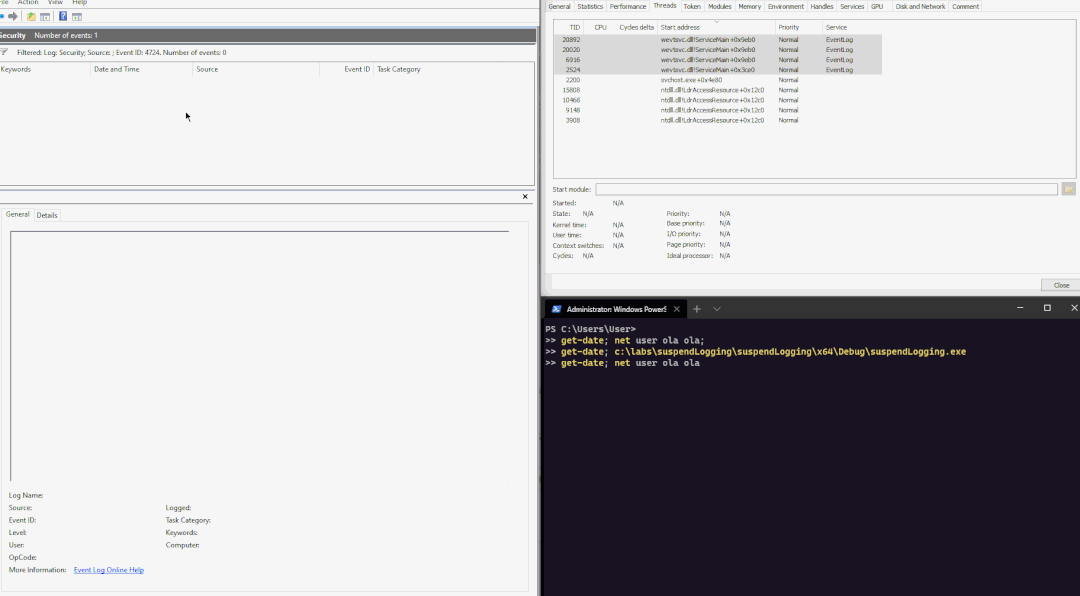 File Action View Help
Security Number of events: 1
Filtered: Log: Security; Source: ; Event ID: 4724. Number of events: 0
Keywords Date and Time Source Event ID Task Category
General Details
Log Name:
Source: Logged:
Event ID: Task Category:
Level: Keywords:
User: Computer:
OpCode:
More Information: Event Log Online Help
General Statistics Performance Threads Token Modules Memory Environment Handles Services GPU Disk and Network Comment
TID CPU Cycles delta Start address Priority Service
20892 wevtsvc.dll!ServiceMain+0x9eb0 Normal EventLog
20020 wevtsvc.dll!ServiceMain+0x9eb0 Normal EventLog
6916 wevtsvc.dll!ServiceMain+0x9eb0 Normal EventLog
2524 wevtsvc.dll!ServiceMain+0x3ce0 Normal EventLog
2200 svchost.exe+0x4e80 Normal
15808 ntdll.dll!LdrAccessResource+0x12c0 Normal
10468 ntdll.dll!LdrAccessResource+0x12c0 Normal
9148 ntdll.dll!LdrAccessResource+0x12c0 Normal
3908 ntdll.dll!LdrAccessResource+0x12c0 Normal
Start module:
Started: N/A
State: N/A Priority: N/A
Kernel time: N/A Base priority: N/A
User time: N/A I/O priority: N/A
Context switches: N/A Page priority: N/A
Cycles: N/A Ideal processor: N/A
Close
Administrator: Windows PowerS
PS C:\Users\User>
>> get-date; net user ola ola;
>> get-date; c:\labs\suspendLogging\suspendLogging\x64\Debug\suspendLogging.exe
>> get-date; net user ola ola